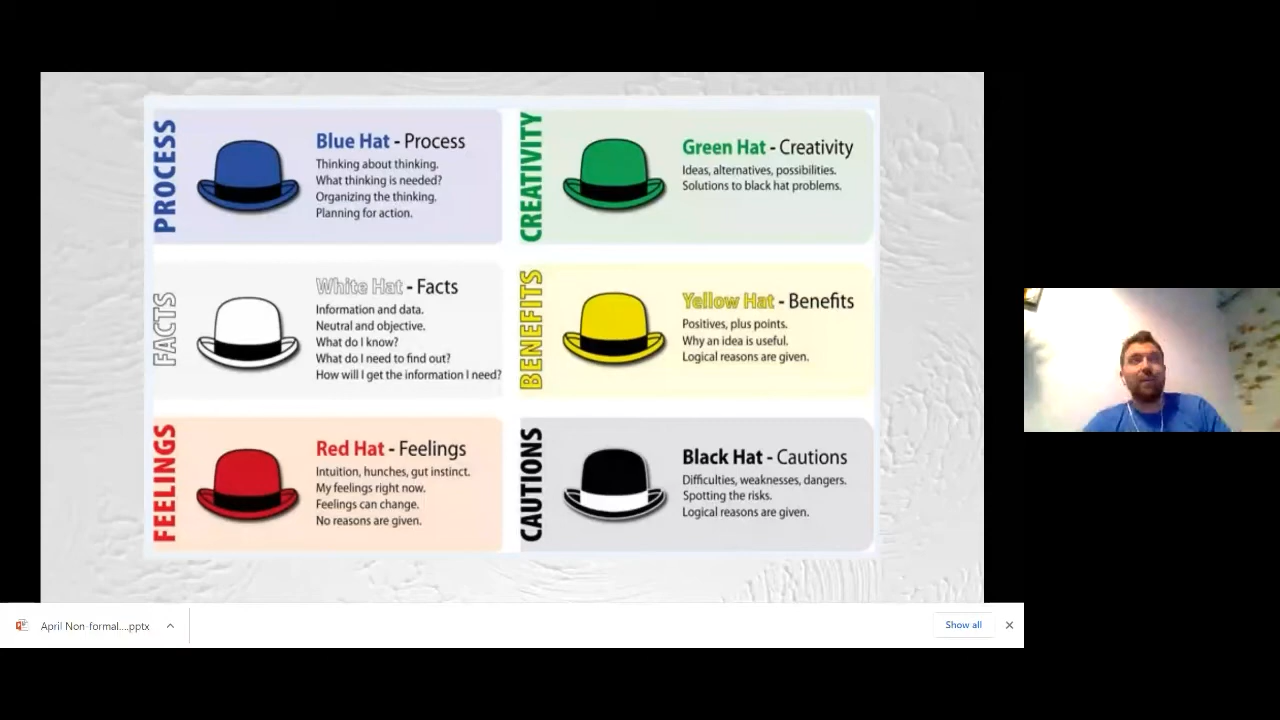 PROCESS
Blue Hat - Process
Thinking about thinking.
What thinking is needed?
Organizing the thinking.
Planning for action.
CREATIVITY
Green Hat - Creativity
Ideas, alternatives, possibilities.
Solutions to black hat problems.
FACTS
White Hat - Facts
Information and data.
Neutral and objective.
What do I know?
What do I need to find out?
How will I get the information I need?
BENEFITS
Yellow Hat - Benefits
Positives, plus points.
Why an idea is useful.
Logical reasons are given.
FEELINGS
Red Hat - Feelings
Intuition, hunches, gut instinct.
My feelings right now.
Feelings can change.
No reasons are given.
CAUTIONS
Black Hat - Cautions
Difficulties, weaknesses, dangers.
Spotting the risks.
Logical reasons are given.
April Non-formal....pptx
Show all